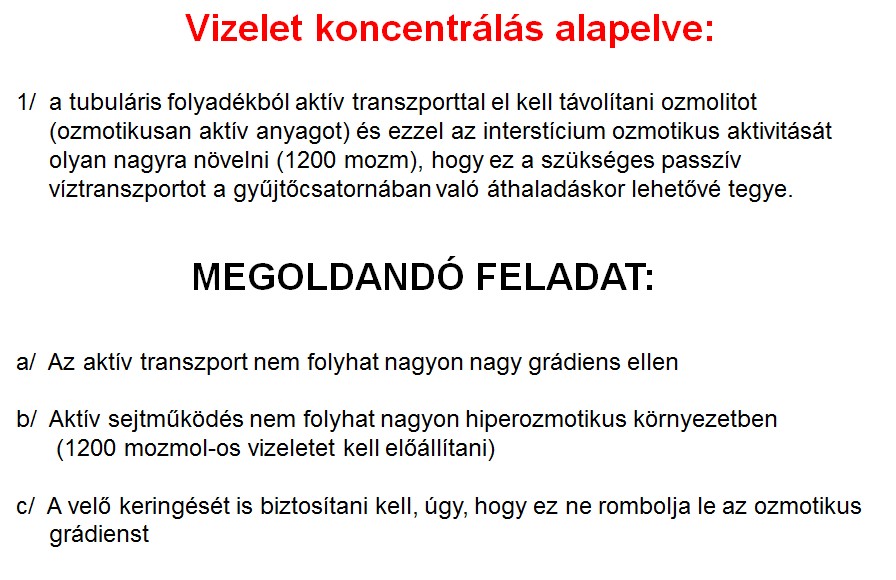 Vizelet koncentrálás alapelve:
1/ a tubuláris folyadékból aktív transzporttal el kell távolítani ozmolitot
(ozmotikusan aktív anyagot) és ezzel az interstícium ozmotikus aktivitását
olyan nagyra növelni (1200 mozm), hogy ez a szükséges passzív
víztranszportot a gyűjtőcsatornában való áthaladáskor lehetővé tegye.
MEGOLDANDÓ FELADAT:
a/ Az aktív transzport nem folyhat nagyon nagy grádiens ellen
b/ Aktív sejtműködés nem folyhat nagyon hiperozmotikus környezetben
(1200 mozmol-os vizeletet kell előállítani)
c/ A velő keringését is biztosítani kell, úgy, hogy ez ne rombolja le az ozmotikus
grádienst